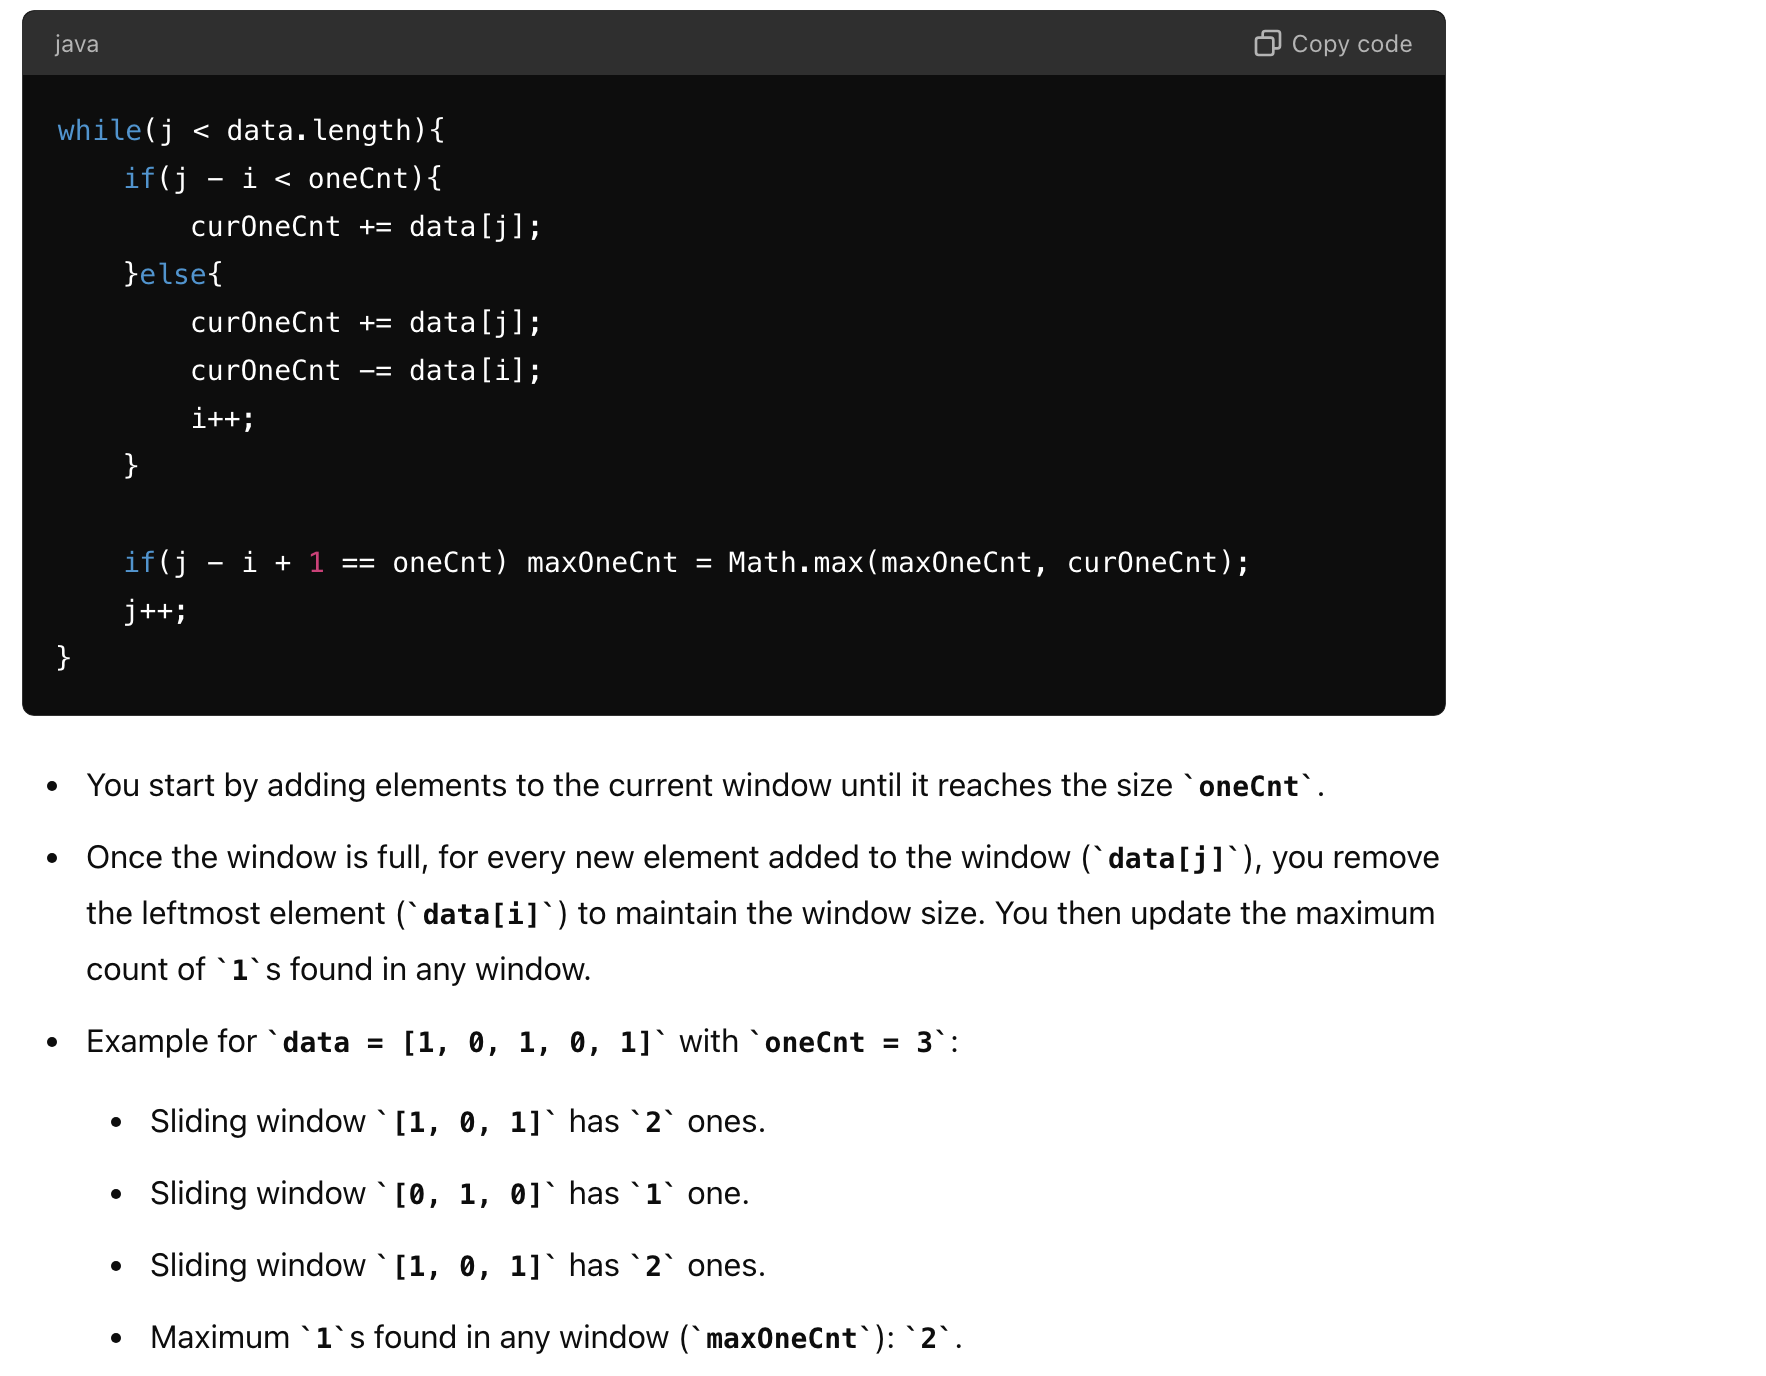 java
Copy code
while(j < data.length){
    if(j - i < oneCnt){
        curOneCnt += data[j];
    }else{
        curOneCnt += data[j];
        curOneCnt -= data[i];
        i++;
    }

    if(j - i + 1 == oneCnt) maxOneCnt = Math.max(maxOneCnt, curOneCnt);
    j++;
}
• You start by adding elements to the current window until it reaches the size `oneCnt`.
• Once the window is full, for every new element added to the window (`data[j]`), you remove
the leftmost element (`data[i]`) to maintain the window size. You then update the maximum
count of `1`s found in any window.
• Example for `data = [1, 0, 1, 0, 1]` with `oneCnt = 3`:
• Sliding window `[1, 0, 1]` has `2` ones.
• Sliding window `[0, 1, 0]` has `1` one.
• Sliding window `[1, 0, 1]` has `2` ones.
• Maximum `1`s found in any window (`maxOneCnt`): `2`.